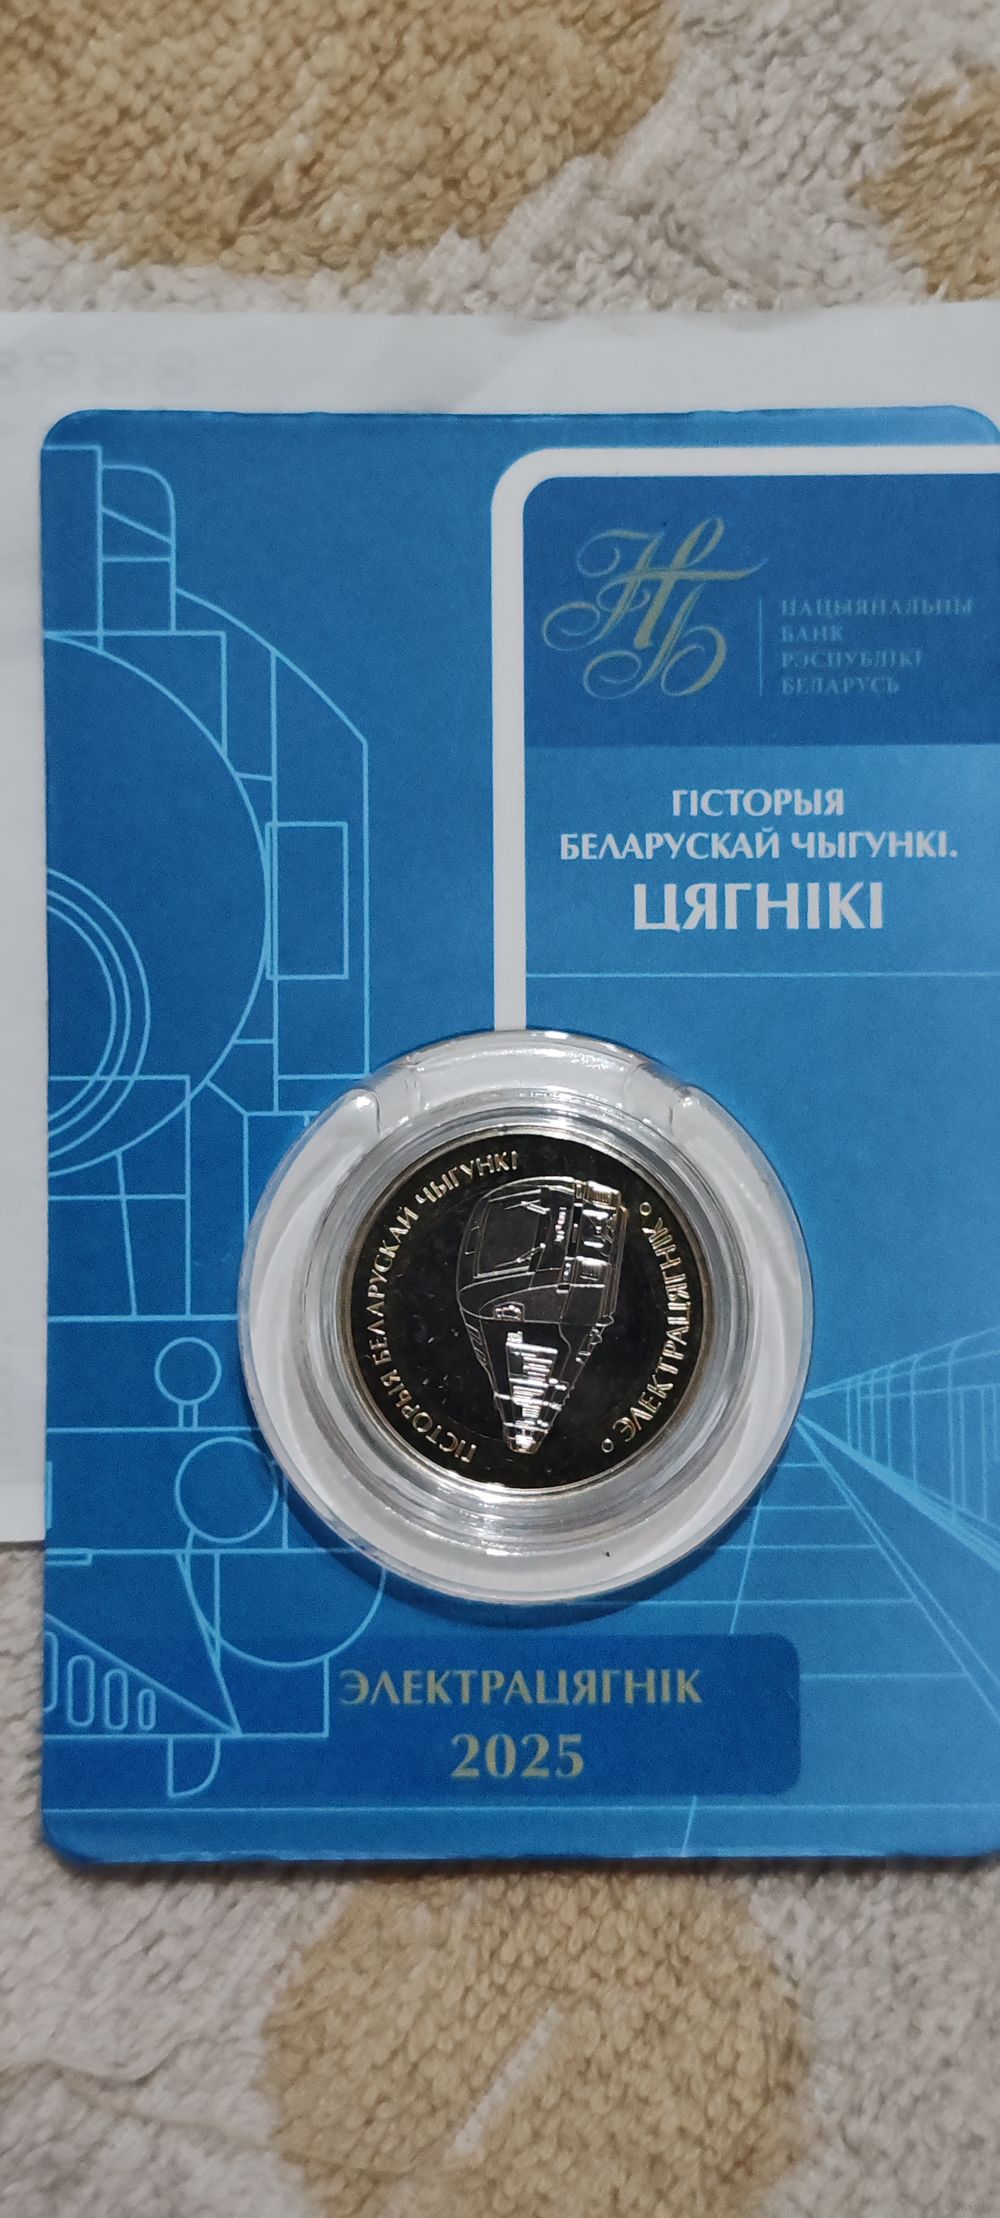 НАЦЫЯНАЛЬНЫ
БАНК
РЭСПУБЛІКІ
БЕЛАРУСЬ
ГІСТОРЫЯ
БЕЛАРУСКАЙ ЧЫГУНКІ.
ЦЯГНІКІ
ГІСТОРЫЯ БЕЛАРУСКАЙ ЧЫГУНКІ
ЭЛЕКТРАЦЯГНІК
ЭЛЕКТРАЦЯГНІК
2025